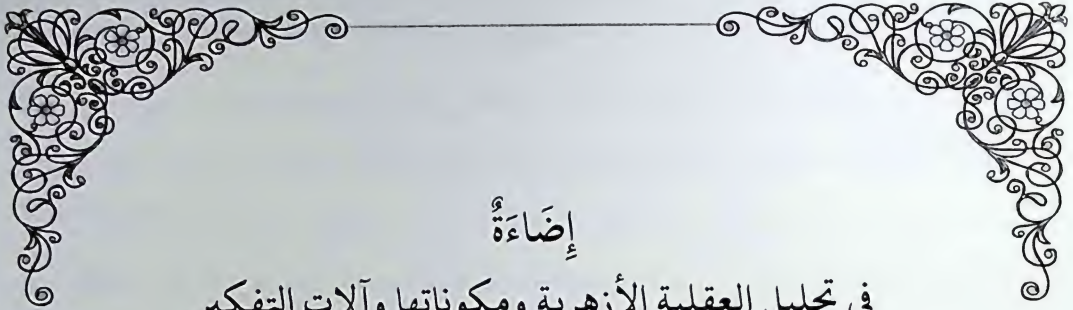 إِضَاءَةٌ
في تحليل العقلية الأزهرية ومكوناتها وآلات التفكير